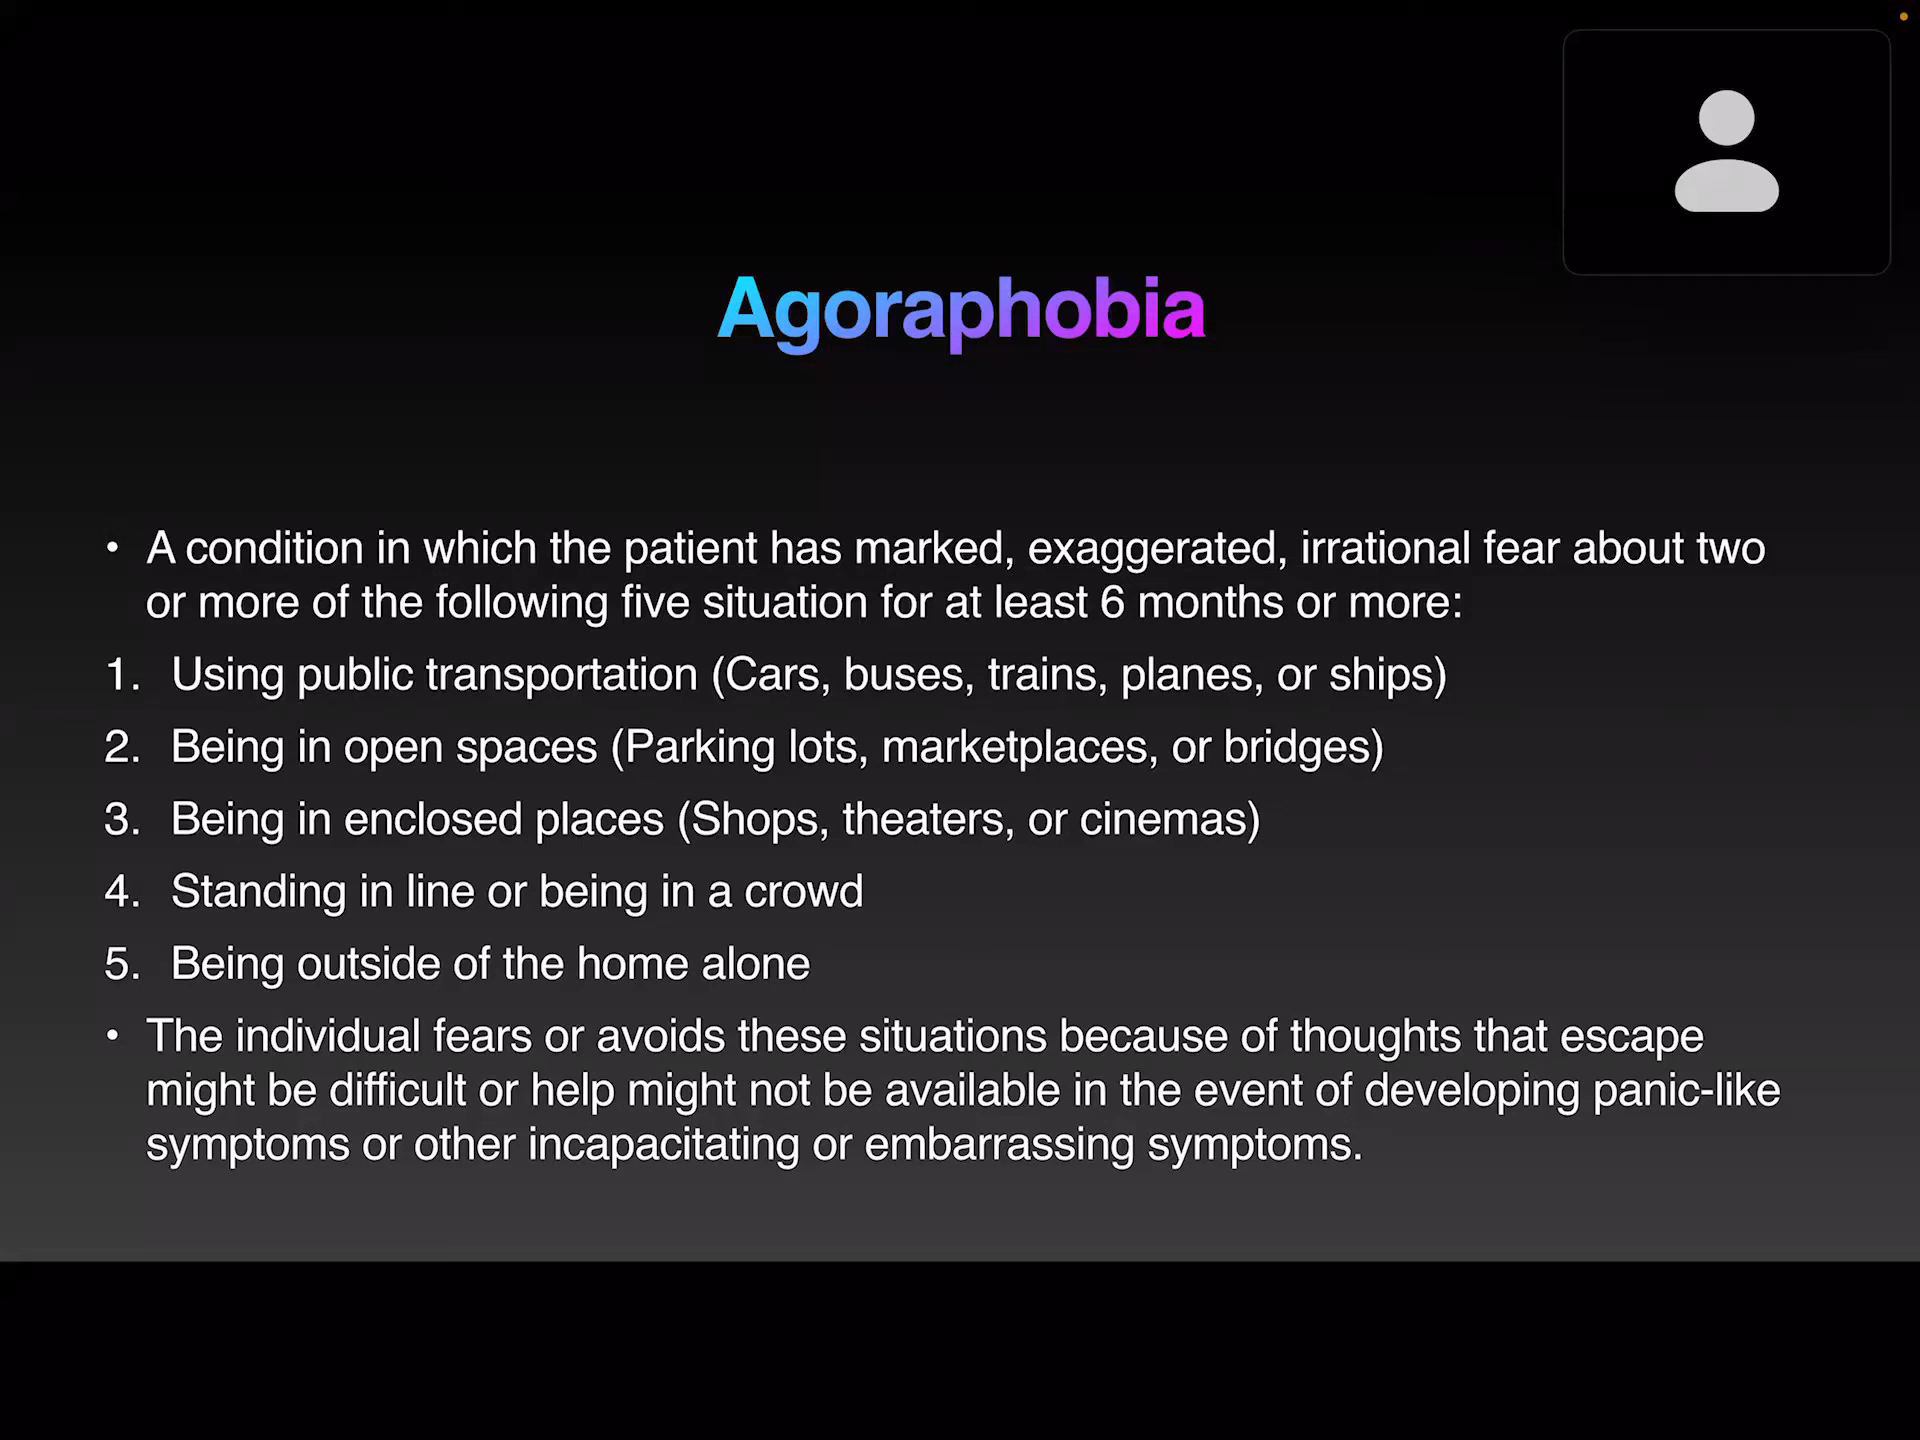 Agoraphobia
• A condition in which the patient has marked, exaggerated, irrational fear about two
or more of the following five situation for at least 6 months or more:
1. Using public transportation (Cars, buses, trains, planes, or ships)
2. Being in open spaces (Parking lots, marketplaces, or bridges)
3. Being in enclosed places (Shops, theaters, or cinemas)
4. Standing in line or being in a crowd
5. Being outside of the home alone
• The individual fears or avoids these situations because of thoughts that escape
might be difficult or help might not be available in the event of developing panic-like
symptoms or other incapacitating or embarrassing symptoms.